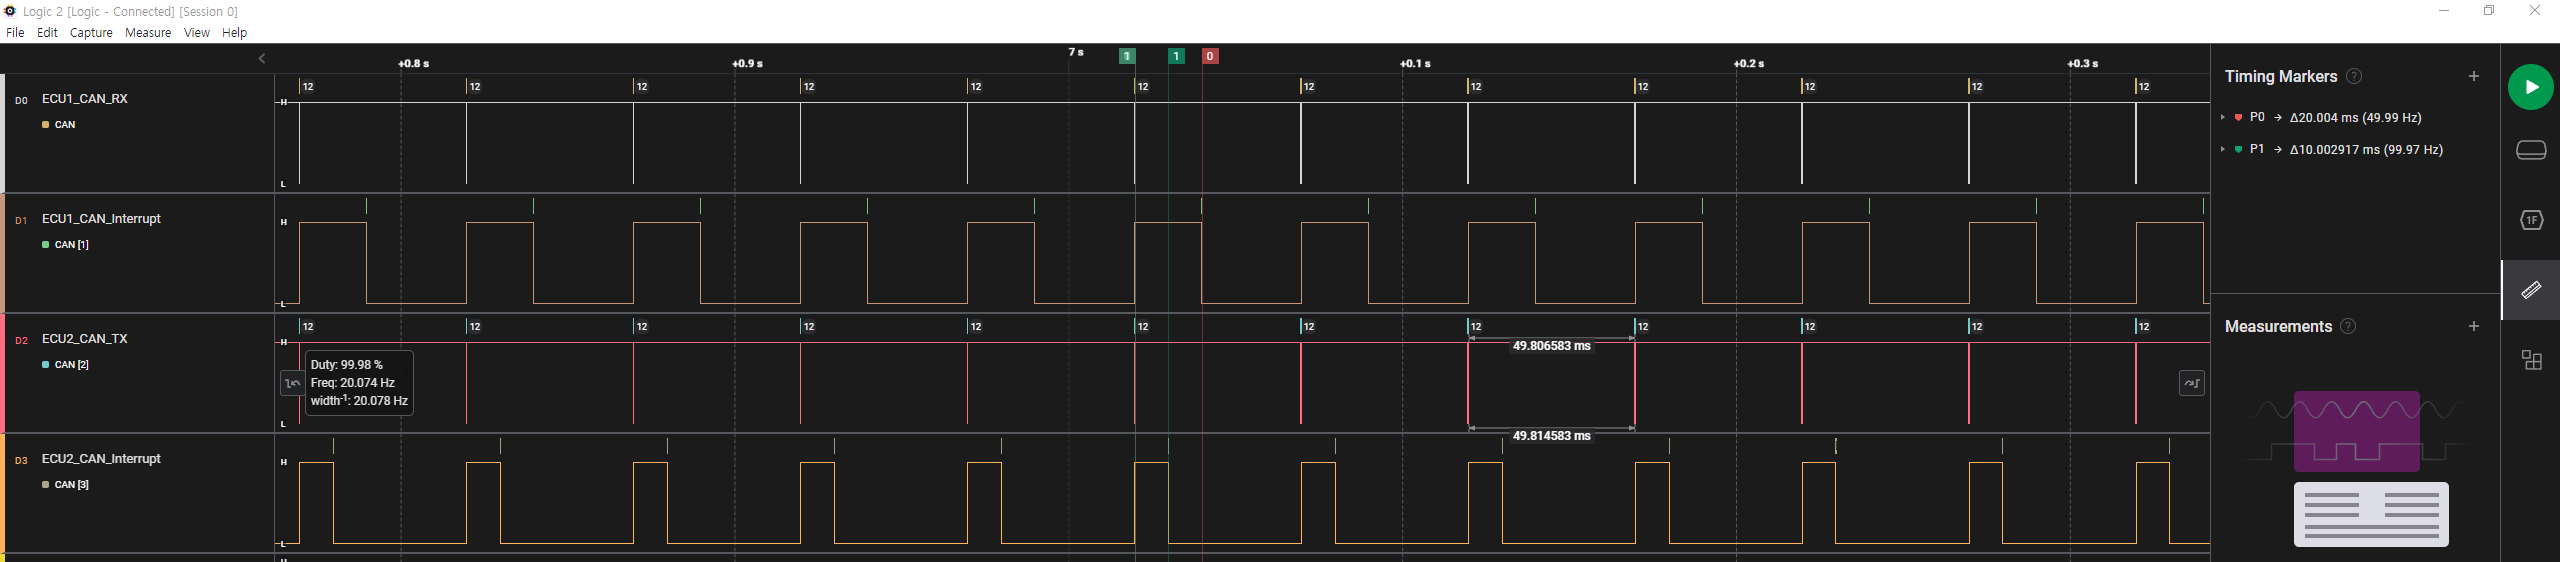 Logic 2 [Logic - Connected] [Session 0]
File Edit Capture Measure View Help
7 s
+0.8 s +0.9 s 1 1 0 +0.1 s +0.2 s +0.3 s
D0 ECU1_CAN_RX
CAN
H
L
12 12 12 12 12 12 12 12 12 12 12 12
D1 ECU1_CAN_Interrupt
CAN [1]
H
L
D2 ECU2_CAN_TX
CAN [2]
H
L
12 12 12 12 12 12 12 12 12 12 12 12
Duty: 99.98 %
Freq: 20.074 Hz
width-1: 20.078 Hz
49.806583 ms
49.814583 ms
D3 ECU2_CAN_Interrupt
CAN [3]
H
L
H
Timing Markers ? +
P0 → Δ20.004 ms (49.99 Hz)
P1 → Δ10.002917 ms (99.97 Hz)
Measurements ? +
1F